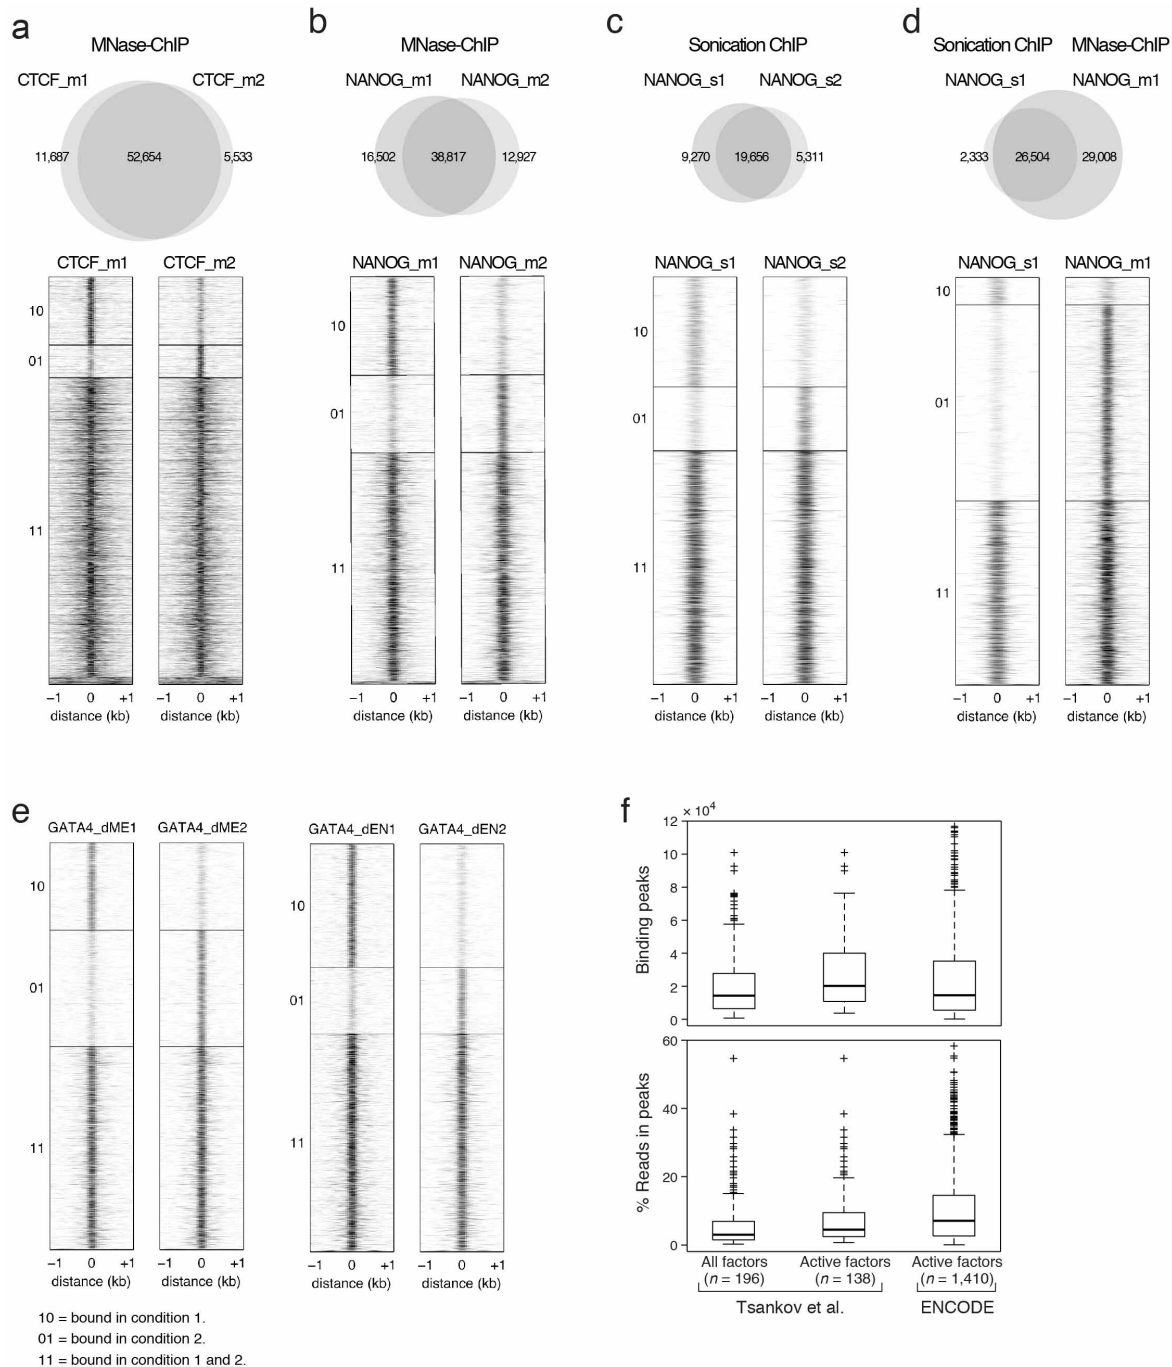 a
MNase-ChIP
CTCF_m1
CTCF_m2
11,687
52,654
5,533
CTCF_m1
CTCF_m2
10
01
11
−1 0 +1
distance (kb)
−1 0 +1
distance (kb)
b
MNase-ChIP
NANOG_m1
NANOG_m2
16,502
38,817
12,927
NANOG_m1
NANOG_m2
10
01
11
−1 0 +1
distance (kb)
−1 0 +1
distance (kb)
c
Sonication ChIP
NANOG_s1
NANOG_s2
9,270
19,656
5,311
NANOG_s1
NANOG_s2
10
01
11
−1 0 +1
distance (kb)
−1 0 +1
distance (kb)
d
Sonication ChIP
MNase-ChIP
NANOG_s1
NANOG_m1
2,333
26,504
29,008
NANOG_s1
NANOG_m1
10
01
11
−1 0 +1
distance (kb)
−1 0 +1
distance (kb)
e
GATA4_dME1
GATA4_dME2
10
01
11
−1 0 +1
distance (kb)
−1 0 +1
distance (kb)
GATA4_dEN1
GATA4_dEN2
10
01
11
−1 0 +1
distance (kb)
−1 0 +1
distance (kb)
10 = bound in condition 1.
01 = bound in condition 2.
11 = bound in condition 1 and 2.
f
× 10⁴
Binding peaks
12
10
8
6
4
2
0
% Reads in peaks
60
40
20
0
All factors
(n = 196)
Active factors
(n = 138)
Active factors
(n = 1,410)
Tsankov et al.
ENCODE